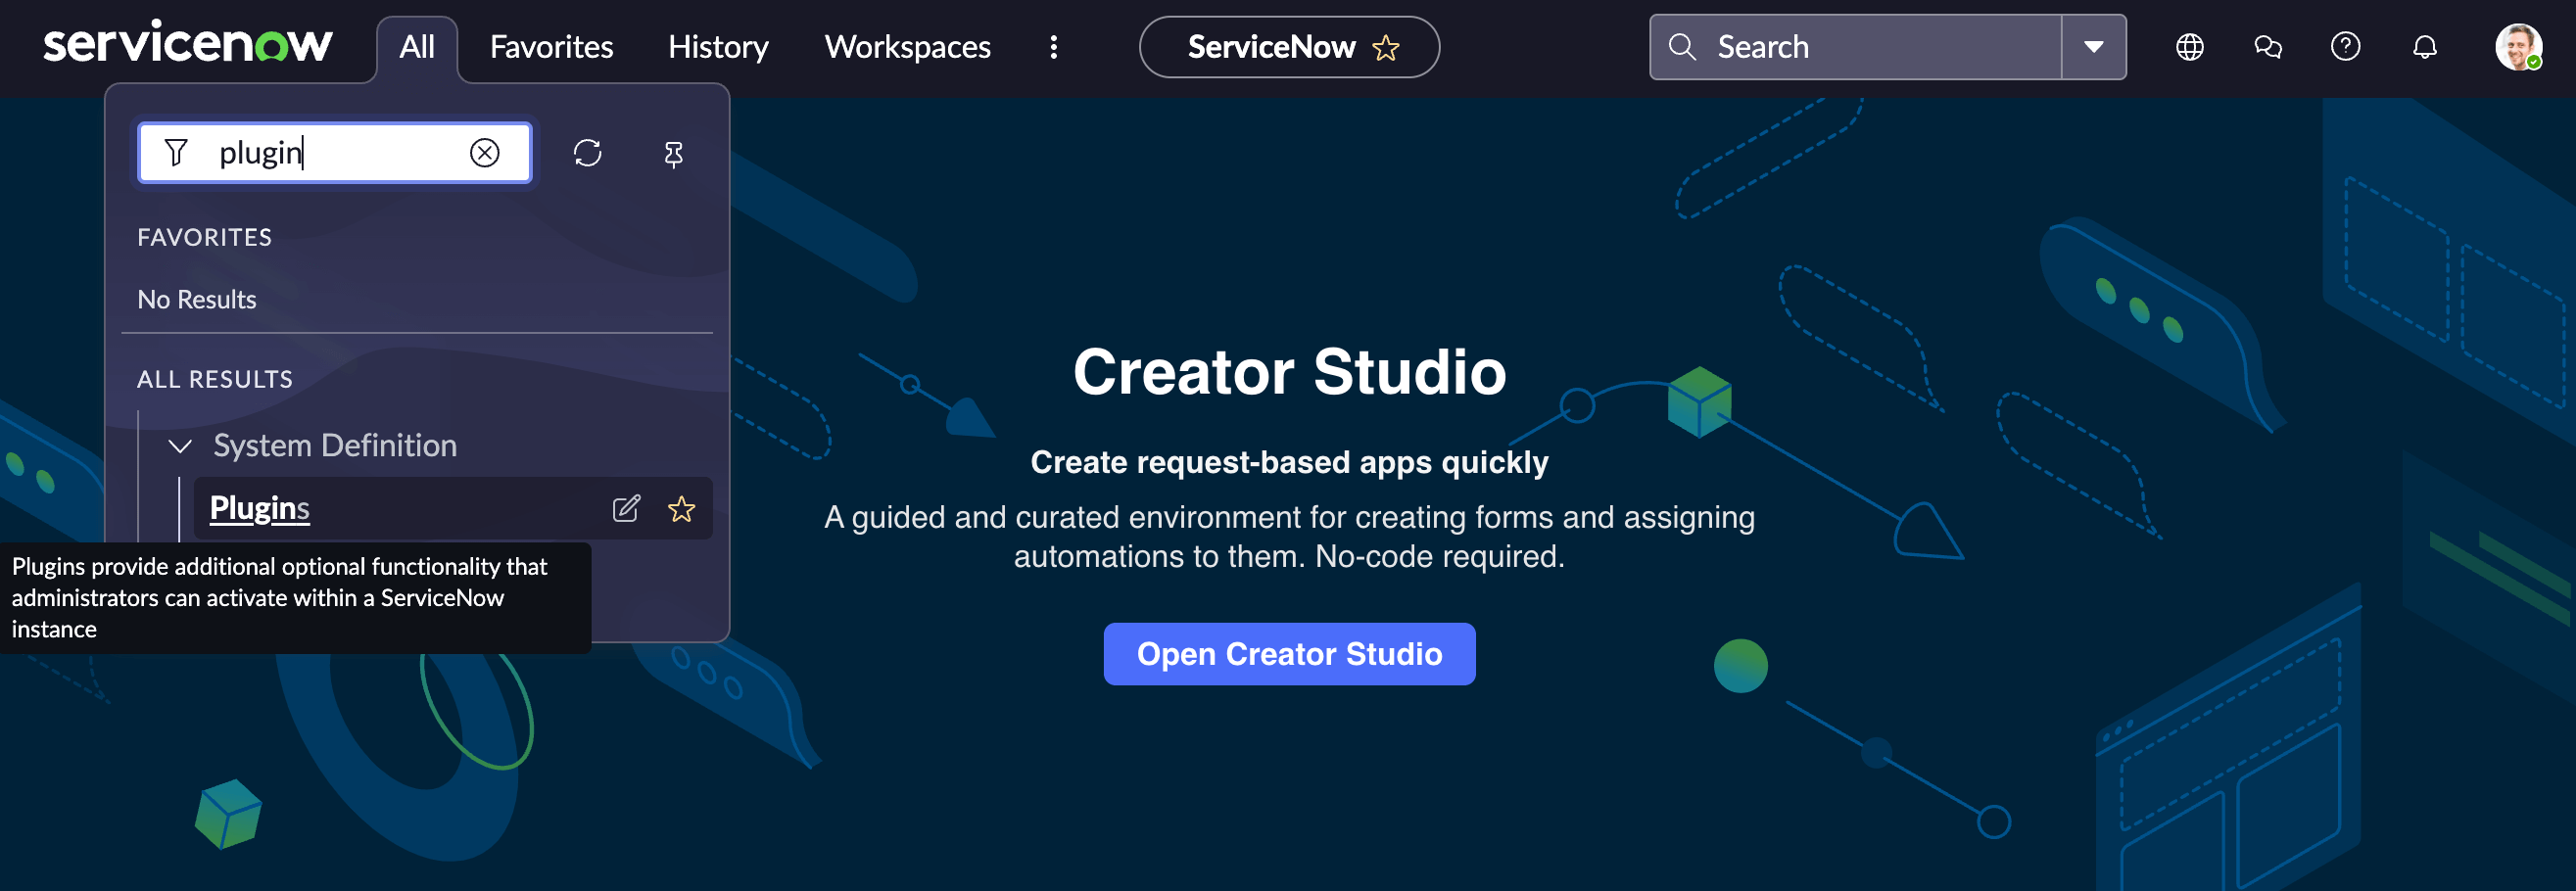 servicenow
All
Favorites
History
Workspaces
ServiceNow
Search
plugin
FAVORITES
No Results
ALL RESULTS
System Definition
Plugins
Plugins provide additional optional functionality that
administrators can activate within a ServiceNow
instance
Creator Studio
Create request-based apps quickly
A guided and curated environment for creating forms and assigning
automations to them. No-code required.
Open Creator Studio